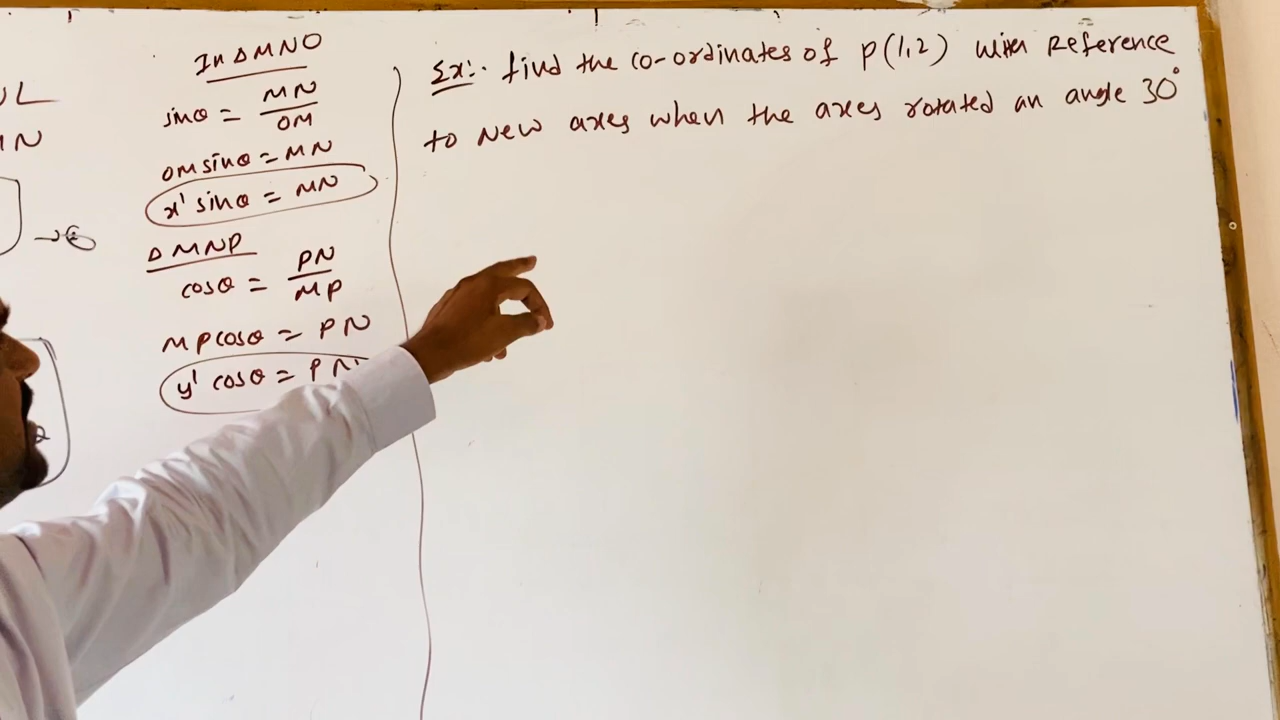 UL
IN
In ΔMNO
sinθ = MN/OM
OM sinθ = MN
x' sinθ = MN
ΔMNP
cosθ = PN/MP
MP cosθ = PN
y' cosθ = PN
Ex:. find the co-ordinates of P(1,2) with Reference
to New axes when the axes rotated an angle 30°